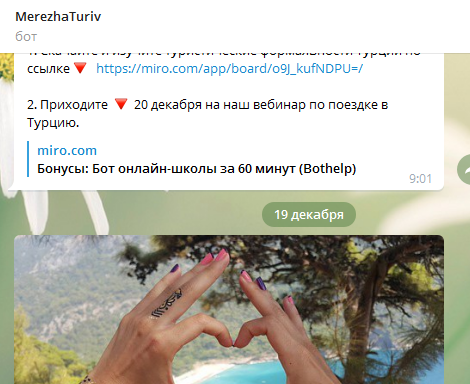 MerezhaTuriv
бот
1. Скачайте и изучите туристические формальности Турции по
ссылке 🔻 https://miro.com/app/board/o9J_kufNDPU=/
2. Приходите 🔻 20 декабря на наш вебинар по поездке в
Турцию.
miro.com
Бонусы: Бот онлайн-школы за 60 минут (Bothelp)
9:01
19 декабря